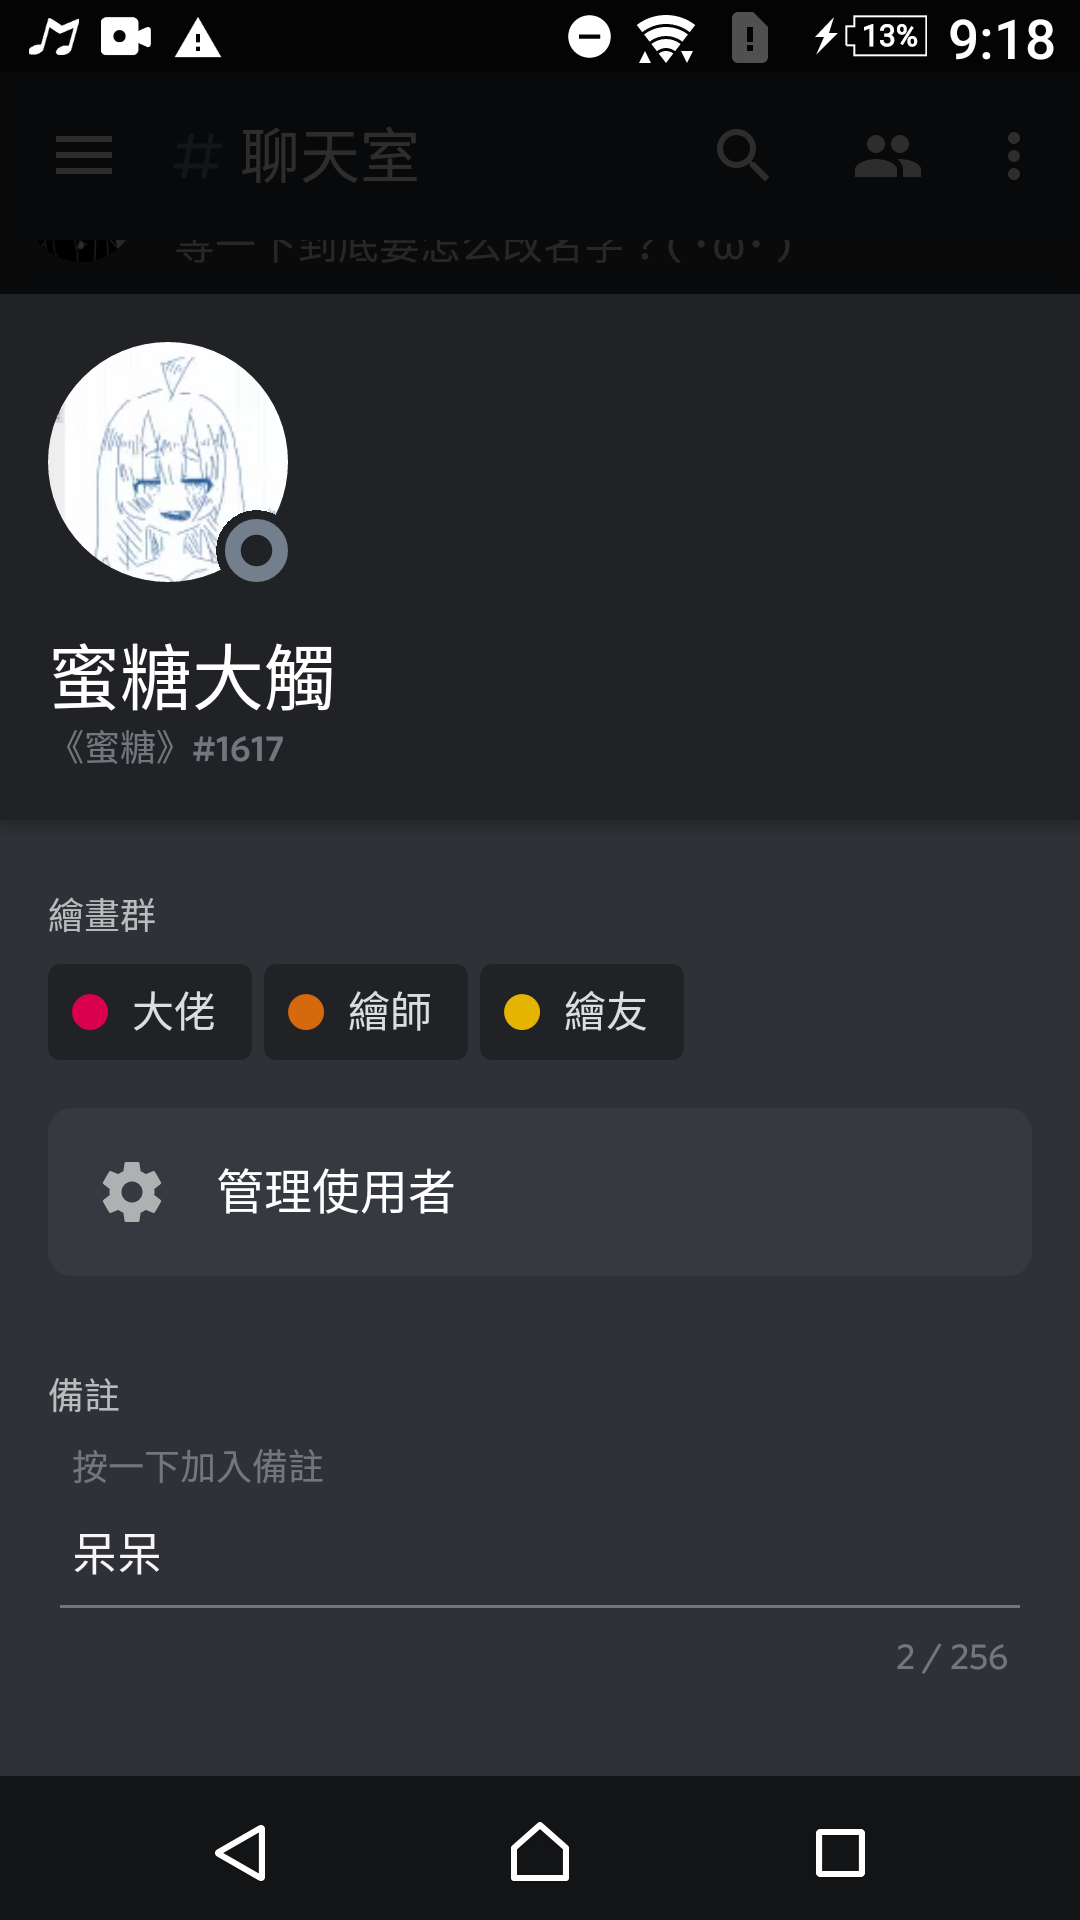 13% 9:18
# 聊天室
等一下到底要怎么改名字？(･ω･)
蜜糖大觸
《蜜糖》#1617
繪畫群
大佬 繪師 繪友
管理使用者
備註
按一下加入備註
呆呆
2 / 256